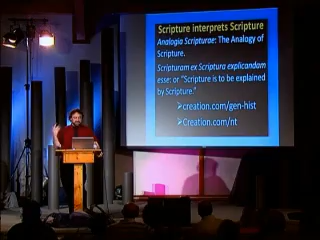 Scripture interprets Scripture
Analogia Scripturae: The Analogy of
Scripture.
Scripturam ex Scriptura explicandam
esse: or "Scripture is to be explained
by Scripture."
➢creation.com/gen-hist
➢Creation.com/nt